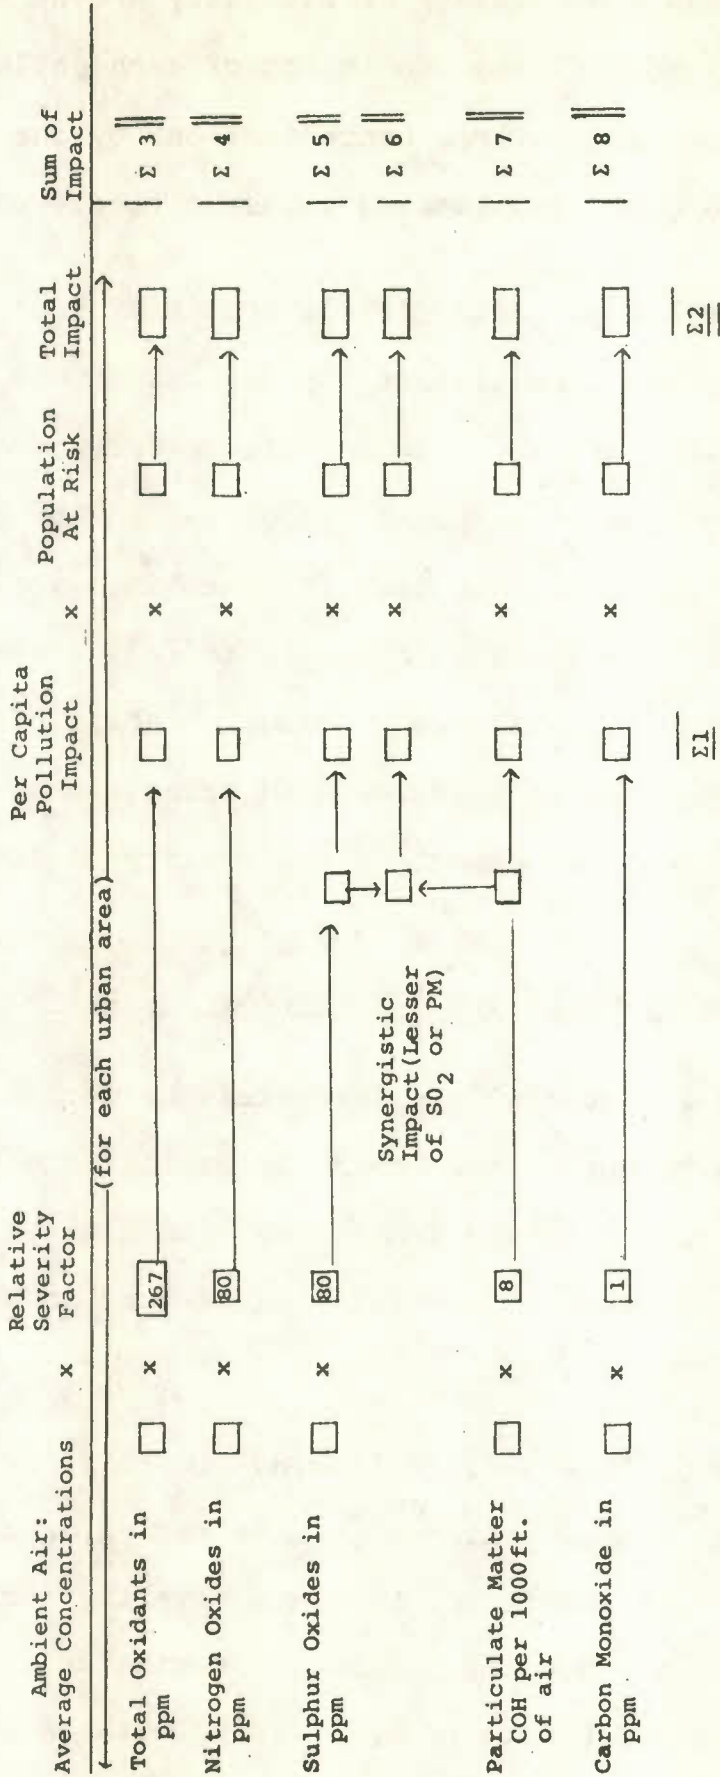 Ambient Air:
Average Concentrations x
Relative
Severity
Factor
Per Capita
Pollution
Impact
x
Population
At Risk
Total
Impact
Sum of
Impact
(for each urban area)
Total Oxidants in
ppm
x
267
x
Σ 3
Nitrogen Oxides in
ppm
x
80
x
Σ 4
Sulphur Oxides in
ppm
x
80
x
Σ 5
Synergistic
Impact(Lesser
of SO2 or PM)
x
Σ 6
Particulate Matter
COH per 1000ft.
of air
x
8
x
Σ 7
Carbon Monoxide in
ppm
x
1
x
Σ 8
Σ1
Σ2